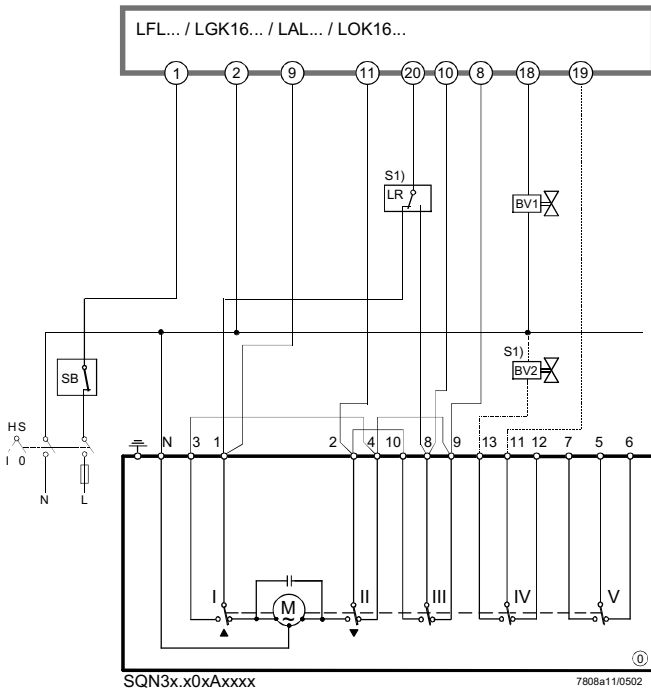 LFL... / LGK16... / LAL... / LOK16...
1 2 9 11 20 10 8 18 19
S1)
LR
BV1
S1)
BV2
SB
HS
I 0
N L
N 3 1 2 4 10 8 9 13 11 12 7 5 6
I II III IV V
M
~
0
SQN3x.x0xAxxxx
7808a11/0502